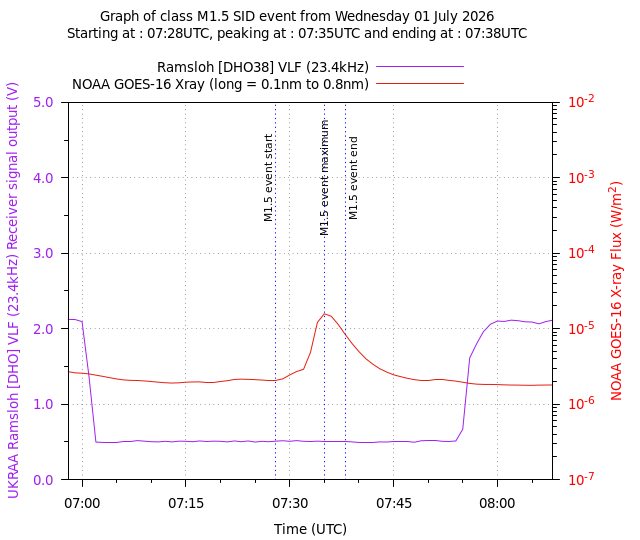 Graph of class M1.5 SID event from Wednesday 01 July 2026
Starting at : 07:28UTC, peaking at : 07:35UTC and ending at : 07:38UTC
Ramsloh [DHO38] VLF (23.4kHz)
NOAA GOES-16 Xray (long = 0.1nm to 0.8nm)
UKRAA Ramsloh [DHO] VLF (23.4kHz) Receiver signal output (V)
5.0
4.0
3.0
2.0
1.0
0.0
M1.5 event start
M1.5 event maximum
M1.5 event end
10-2
10-3
10-4
10-5
10-6
10-7
NOAA GOES-16 X-ray Flux (W/m2)
07:00 07:15 07:30 07:45 08:00
Time (UTC)